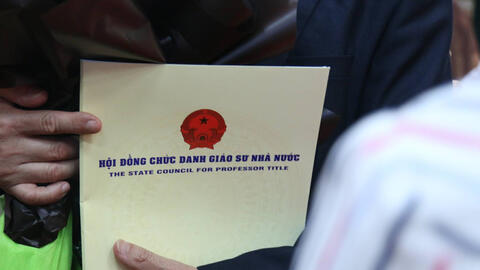 HỘI ĐỒNG CHỨC DANH GIÁO SƯ NHÀ NƯỚC
THE STATE COUNCIL FOR PROFESSOR TITLE